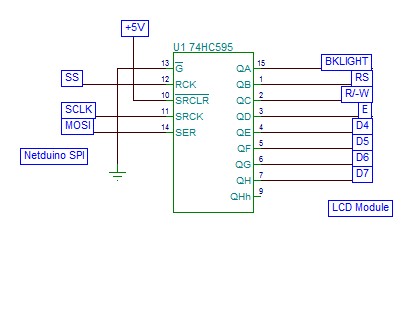 +5V
U1 74HC595
13 G QA 15 BKLIGHT
SS 12 RCK QB 1 RS
10 SRCLR QC 2 R/-W
SCLK 11 SRCK QD 3 E
MOSI 14 SER QE 4 D4
QF 5 D5
Netduino SPI QG 6 D6
QH 7 D7
QHh 9
LCD Module